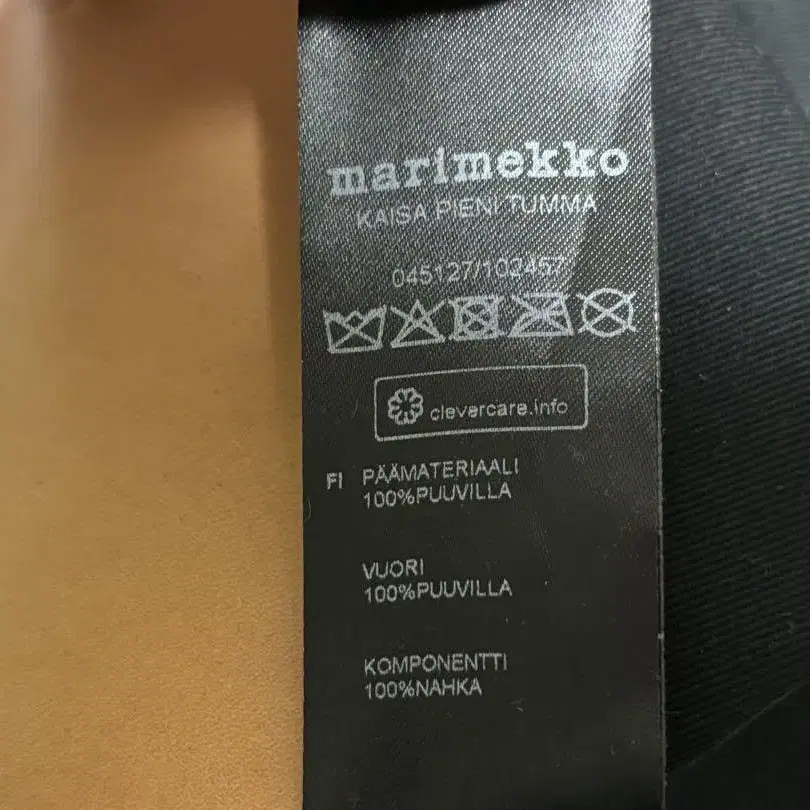 marimekko
KAISA PIENI TUMMA
045127/102457
clevercare.info
FI PÄÄMATERIAALI
100%PUUVILLA
VUORI
100%PUUVILLA
KOMPONENTTI
100%NAHKA